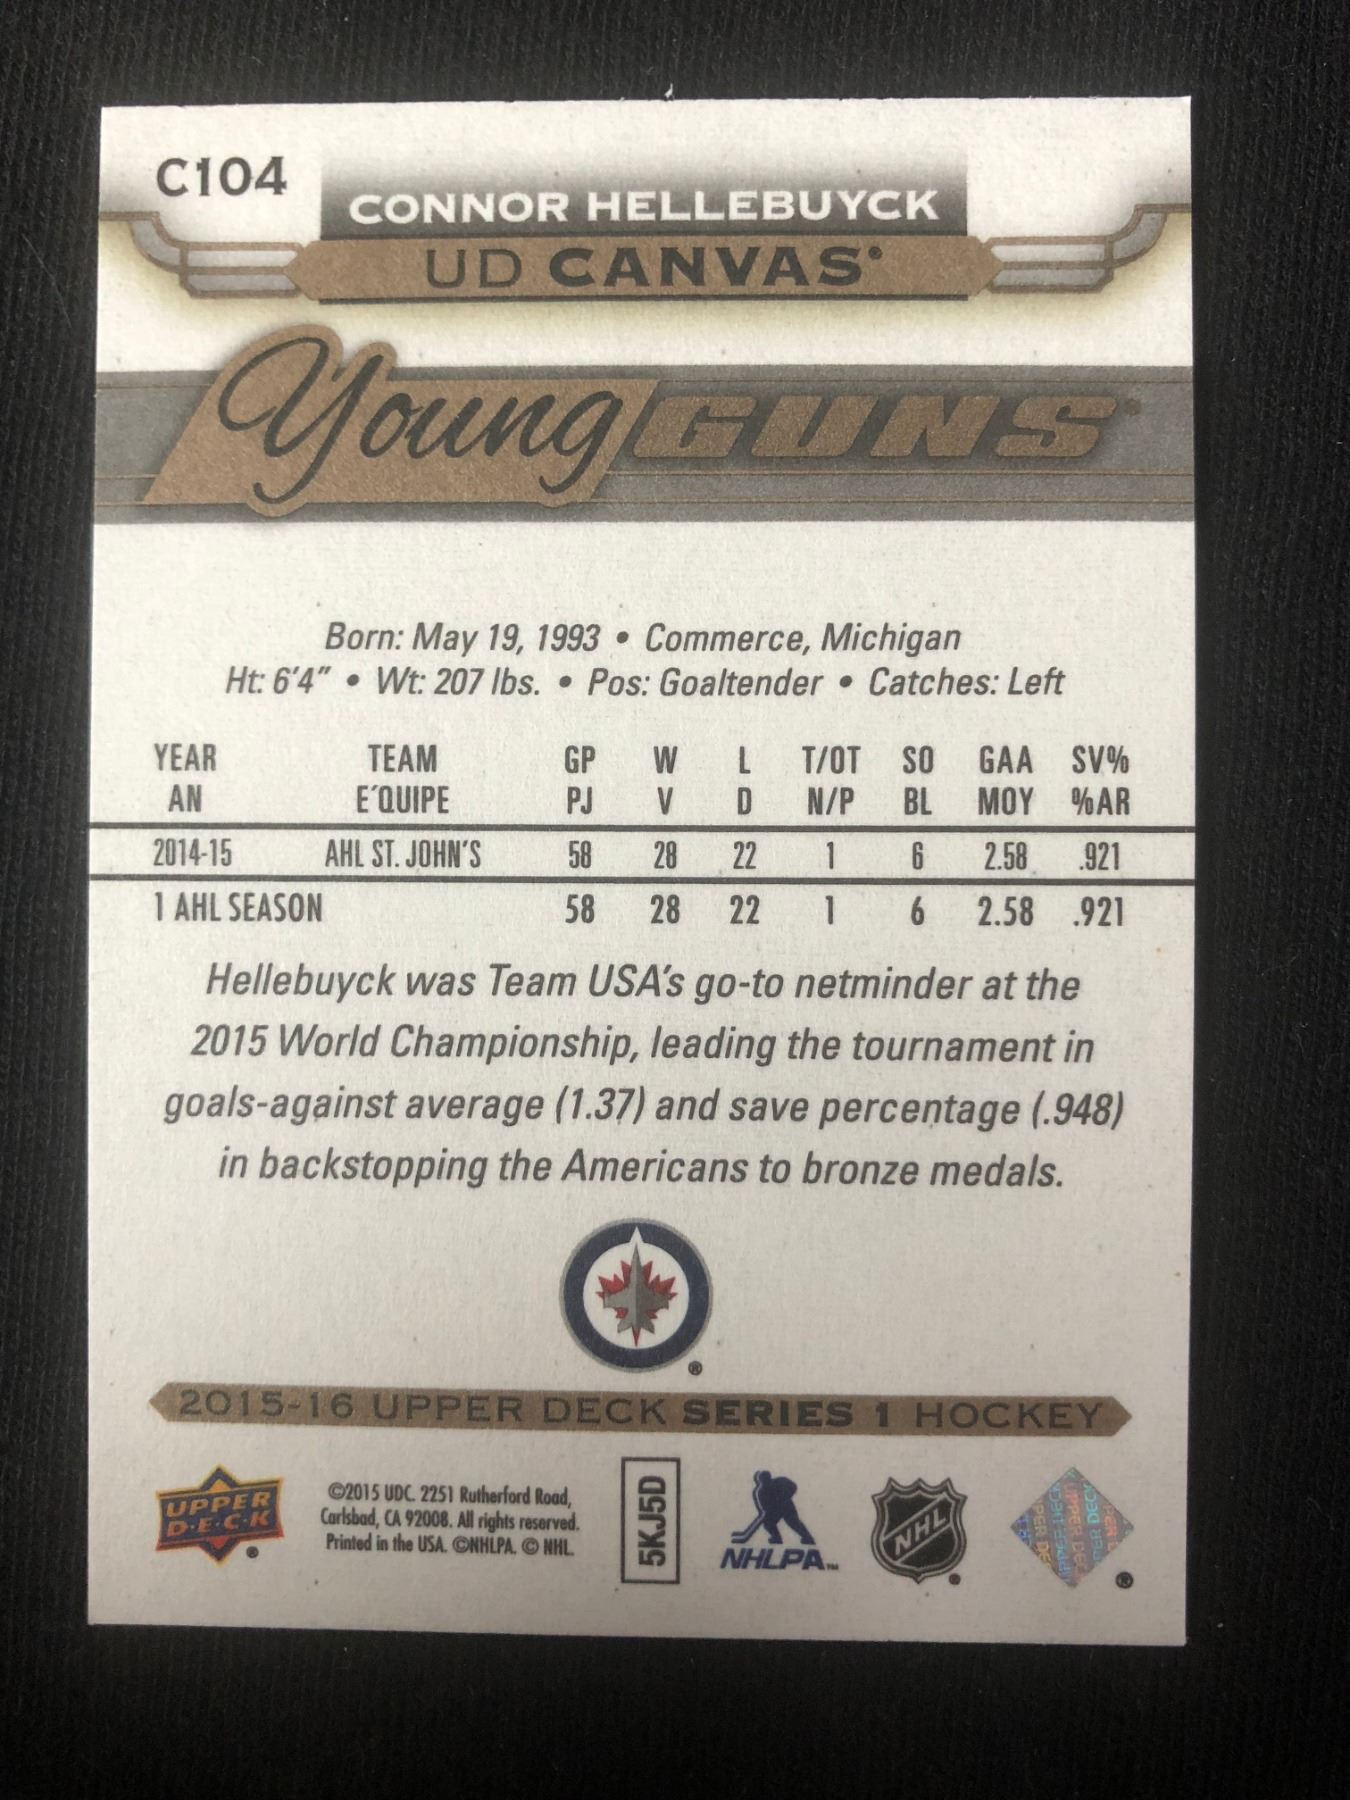 C104
CONNOR HELLEBUYCK
UD CANVAS®
Young GUNS®
Born: May 19, 1993 • Commerce, Michigan
Ht: 6'4" • Wt: 207 lbs. • Pos: Goaltender • Catches: Left
YEAR TEAM GP W L T/OT SO GAA SV%
AN E´QUIPE PJ V D N/P BL MOY %AR
2014-15 AHL ST. JOHN'S 58 28 22 1 6 2.58 .921
1 AHL SEASON 58 28 22 1 6 2.58 .921
Hellebuyck was Team USA's go-to netminder at the
2015 World Championship, leading the tournament in
goals-against average (1.37) and save percentage (.948)
in backstopping the Americans to bronze medals.
®
2015-16 UPPER DECK SERIES 1 HOCKEY
UPPER
D·E·C·K
®
©2015 UDC. 2251 Rutherford Road,
Carlsbad, CA 92008. All rights reserved.
Printed in the USA. ©NHLPA. © NHL.
5KJ5D
NHLPA™
NHL
®
UPPER DECK
®